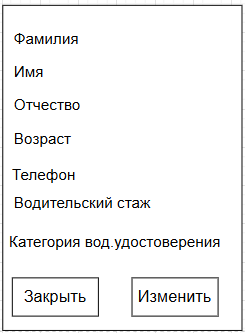 Фамилия
Имя
Отчество
Возраст
Телефон
Водительский стаж
Категория вод.удостоверения
Закрыть Изменить